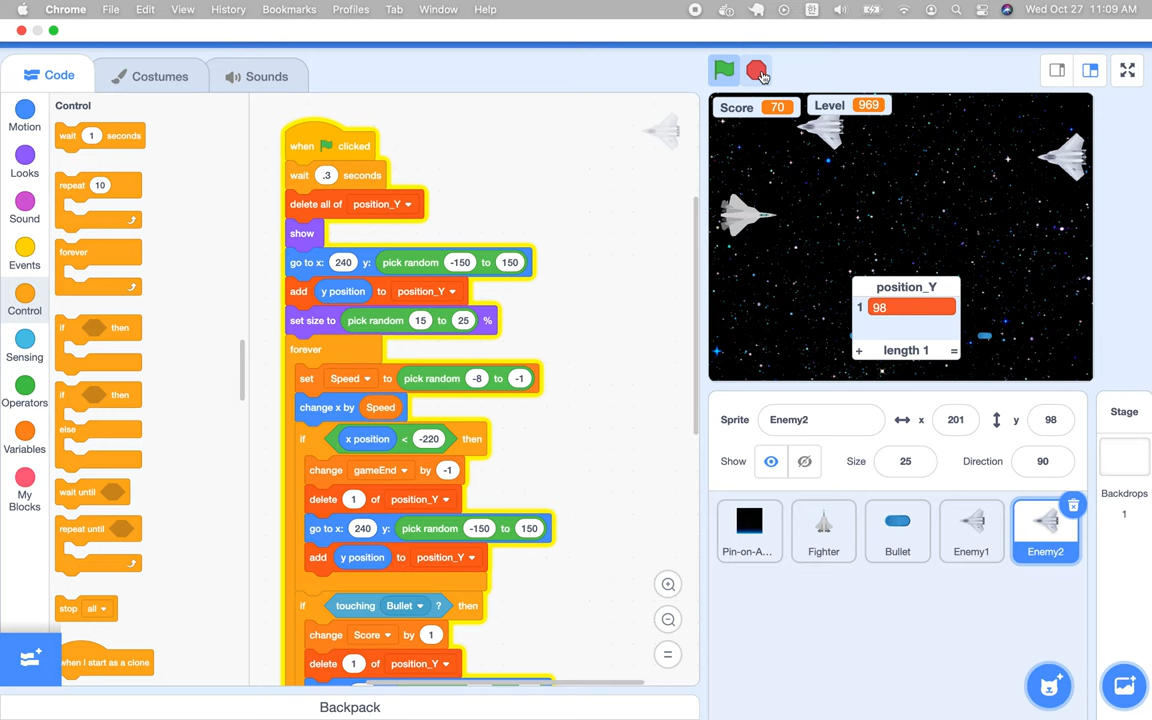 Chrome File Edit View History Bookmarks Profiles Tab Window Help 한 Wed Oct 27 11:09 AM
Code Costumes Sounds
Motion
Looks
Sound
Events
Control
Sensing
Operators
Variables
My
Blocks
Control
wait 1 seconds
repeat 10
forever
if then
if then
else
wait until
repeat until
stop all
when I start as a clone
when clicked
wait .3 seconds
delete all of position_Y
show
go to x: 240 y: pick random -150 to 150
add y position to position_Y
set size to pick random 15 to 25 %
forever
set Speed to pick random -8 to -1
change x by Speed
if x position < -220 then
change gameEnd by -1
delete 1 of position_Y
go to x: 240 y: pick random -150 to 150
add y position to position_Y
if touching Bullet ? then
change Score by 1
delete 1 of position_Y
Backpack
Score 70 Level 969
position_Y
1 98
+ length 1 =
Sprite Enemy2 x 201 y 98
Show Size 25 Direction 90
Pin-on-A... Fighter Bullet Enemy1 Enemy2
Stage
Backdrops
1